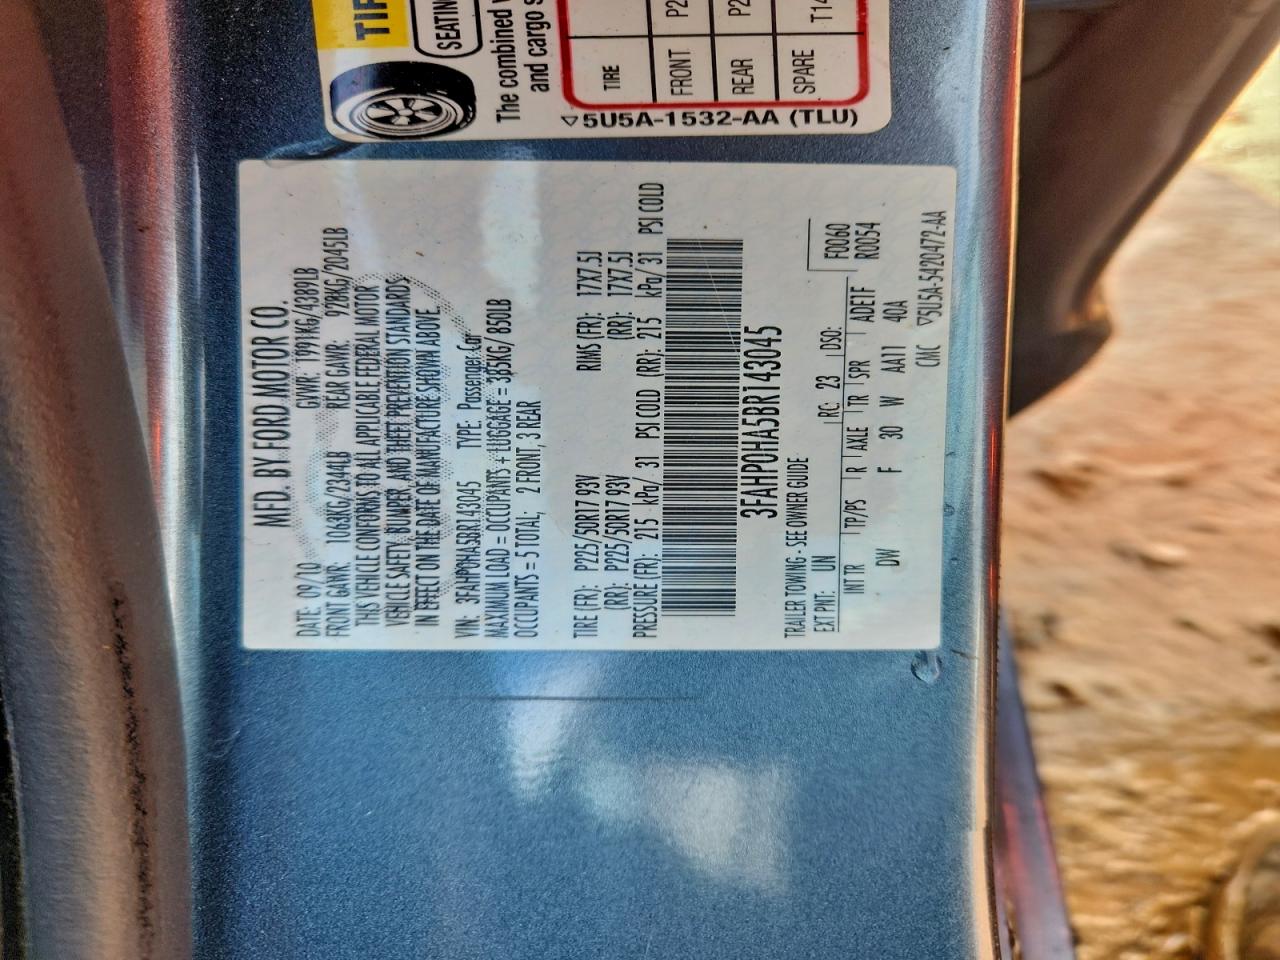 MFD. BY FORD MOTOR CO.
DATE: 09/10 GVWR: 1991KG/4389LB
FRONT GAWR: 1063KG/2344LB REAR GAWR: 928KG/2045LB
THIS VEHICLE CONFORMS TO ALL APPLICABLE FEDERAL MOTOR
VEHICLE SAFETY, BUMPER, AND THEFT PREVENTION STANDARDS
IN EFFECT ON THE DATE OF MANUFACTURE SHOWN ABOVE.
VIN: 3FAHP0HA5BR143045 TYPE: Passenger Car
MAXIMUM LOAD = OCCUPANTS + LUGGAGE = 385KG/ 850LB
OCCUPANTS = 5 TOTAL; 2 FRONT, 3 REAR
TIRE (FR): P225/50R17 93V RMS (FR): 17X7.5J
(RR): P225/50R17 93V (RR): 17X7.5J
PRESSURE (FR): 215 kPa/ 31 PSI COLD (RR): 215 kPa/ 31 PSI COLD
3FAHP0HA5BR143045
TRAILER TOWING - SEE OWNER GUIDE
F0060
EXT PNT: UN RC: 23 DSO: R0054
INT TR TP/PS R AXLE TR SPR ADETF
DW F 30 W AA11 40A
CMC ▽5U5A-5420472-AA
TIR
SEATING
The combined
and cargo s
TIRE
FRONT P2
REAR P2
SPARE T14
◁5U5A-1532-AA (TLU)